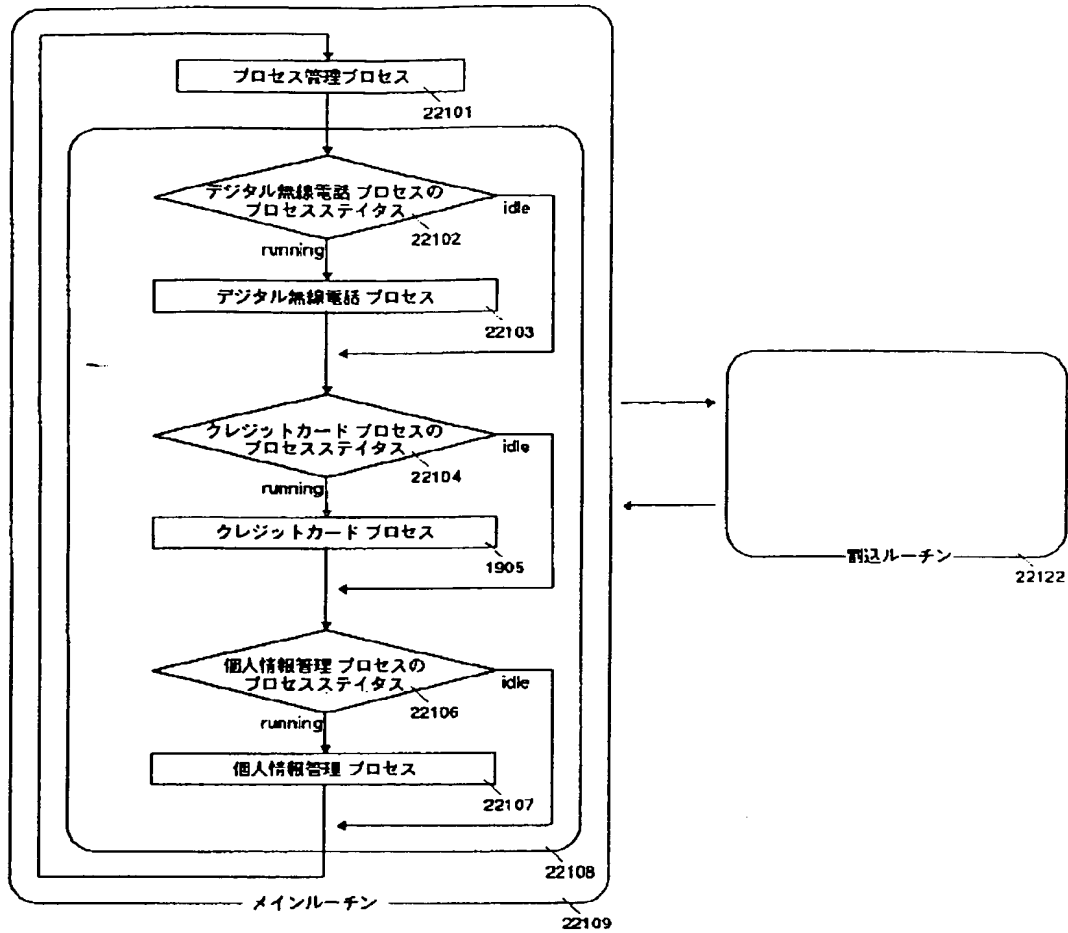 プロセス管理プロセス
22101
デジタル無線電話 プロセスの
プロセスステイタス
22102
idle
running
デジタル無線電話 プロセス
22103
クレジットカード プロセスの
プロセスステイタス
22104
idle
running
クレジットカード プロセス
1905
個人情報管理 プロセスの
プロセスステイタス
22106
idle
running
個人情報管理 プロセス
22107
22108
メインルーチン
22109
割込ルーチン
22122